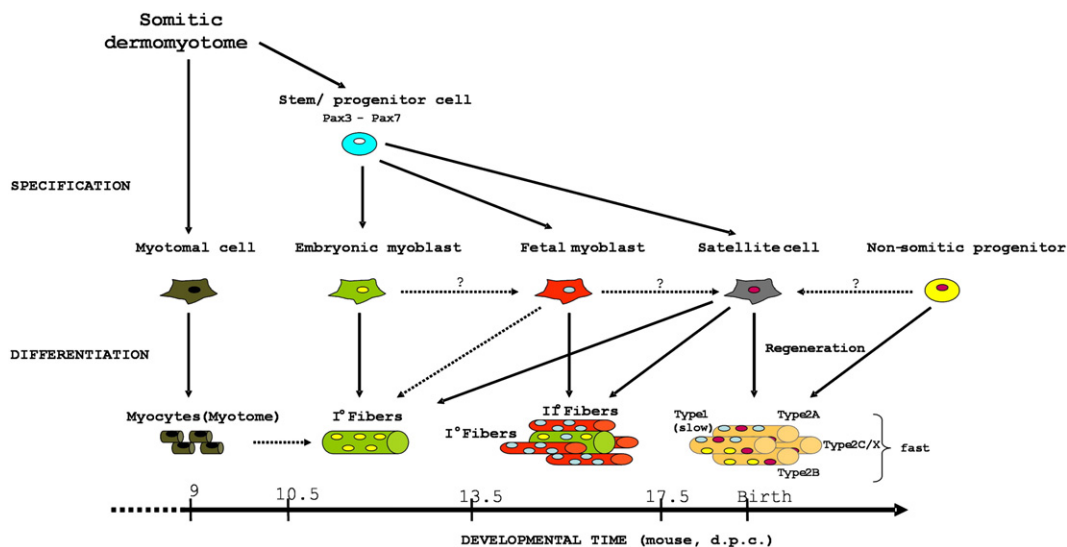 Somitic
dermomyotome
Stem/ progenitor cell
Pax3 - Pax7
SPECIFICATION
Myotomal cell
Embryonic myoblast
Fetal myoblast
Satellite cell
Non-somitic progenitor
?
?
?
DIFFERENTIATION
Regeneration
Myocytes(Myotome)
I° Fibers
II° Fibers
I° Fibers
Type1
(slow)
Type2A
Type2C/X
fast
Type2B
9
10.5
13.5
17.5
Birth
DEVELOPMENTAL TIME (mouse, d.p.c.)